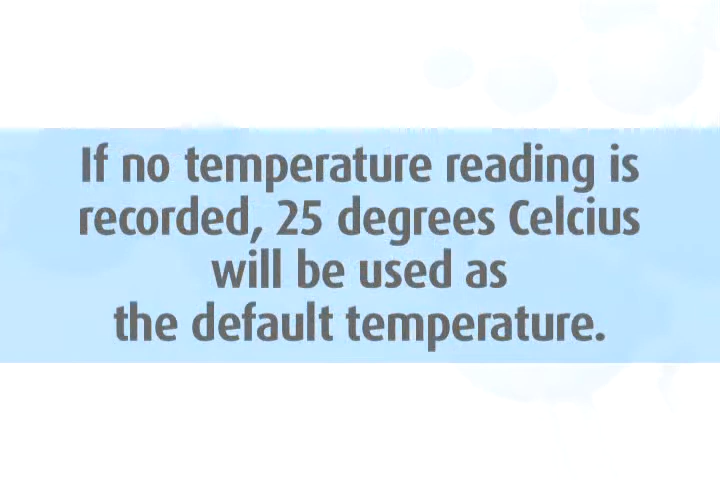 If no temperature reading is
recorded, 25 degrees Celcius
will be used as
the default temperature.